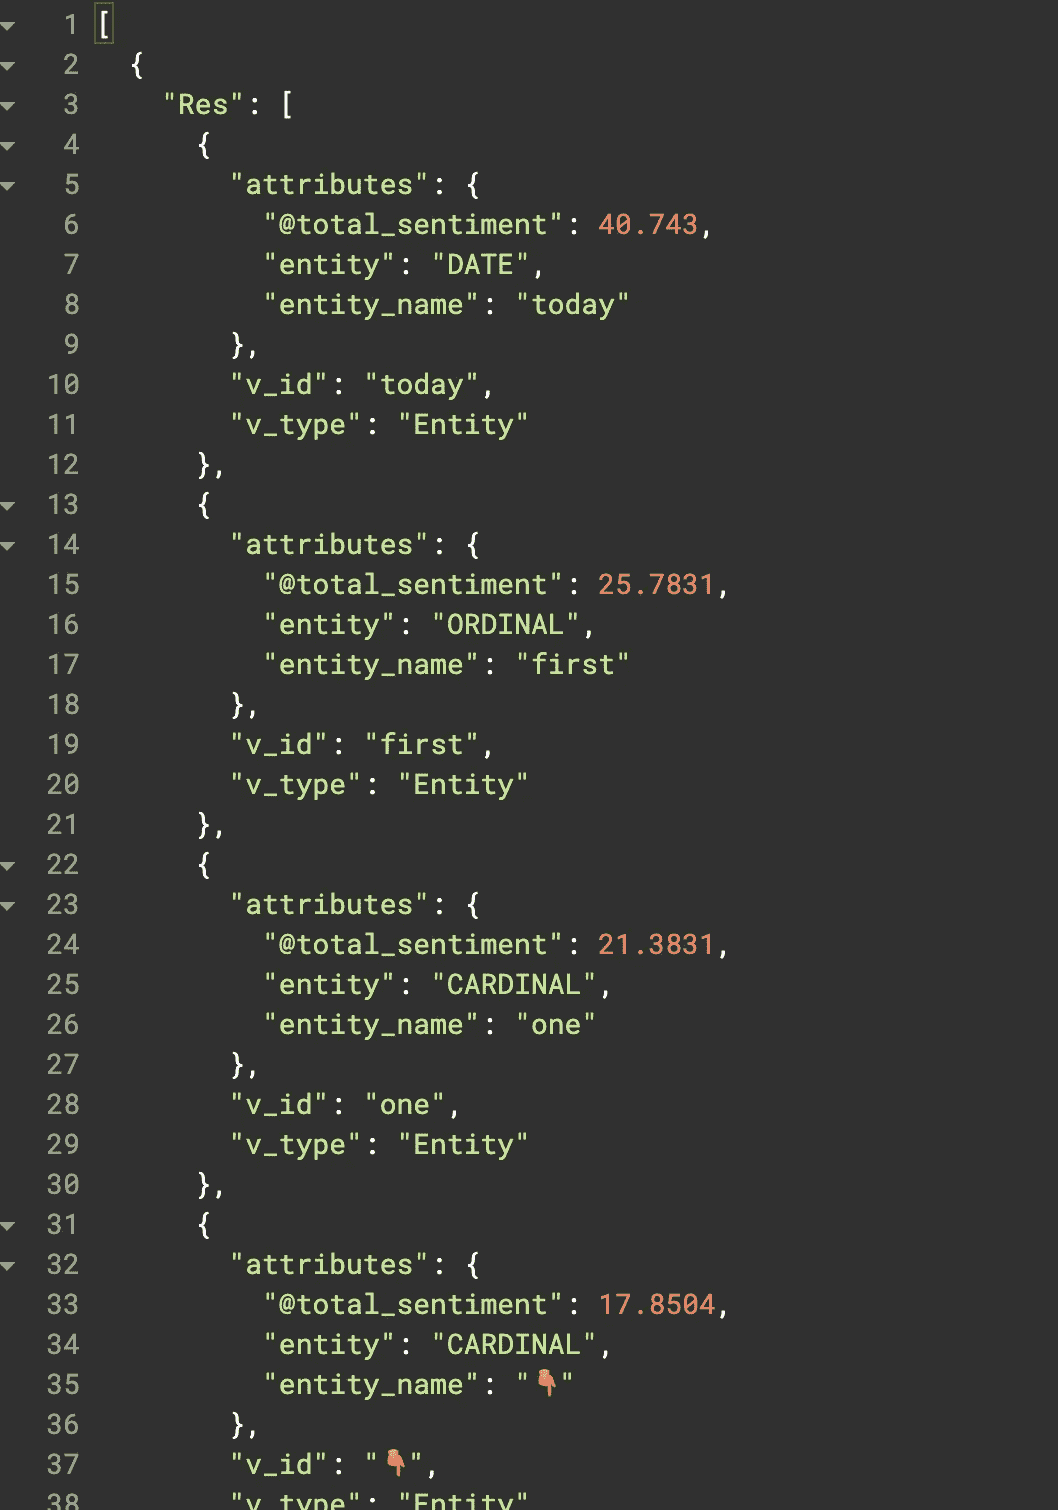 1 [
2 {
3 "Res": [
4 {
5 "attributes": {
6 "@total_sentiment": 40.743,
7 "entity": "DATE",
8 "entity_name": "today"
9 },
10 "v_id": "today",
11 "v_type": "Entity"
12 },
13 {
14 "attributes": {
15 "@total_sentiment": 25.7831,
16 "entity": "ORDINAL",
17 "entity_name": "first"
18 },
19 "v_id": "first",
20 "v_type": "Entity"
21 },
22 {
23 "attributes": {
24 "@total_sentiment": 21.3831,
25 "entity": "CARDINAL",
26 "entity_name": "one"
27 },
28 "v_id": "one",
29 "v_type": "Entity"
30 },
31 {
32 "attributes": {
33 "@total_sentiment": 17.8504,
34 "entity": "CARDINAL",
35 "entity_name": "👇"
36 },
37 "v_id": "👇",
38 "v_type": "Entity"